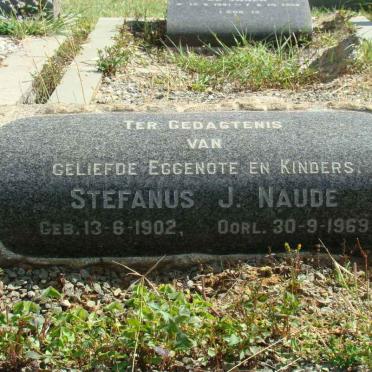 TER GEDAGTENIS
VAN
GELIEFDE EGGENOTE EN KINDERS.
STEFANUS J. NAUDE
GEB. 13-6-1902, OORL. 30-9-1969